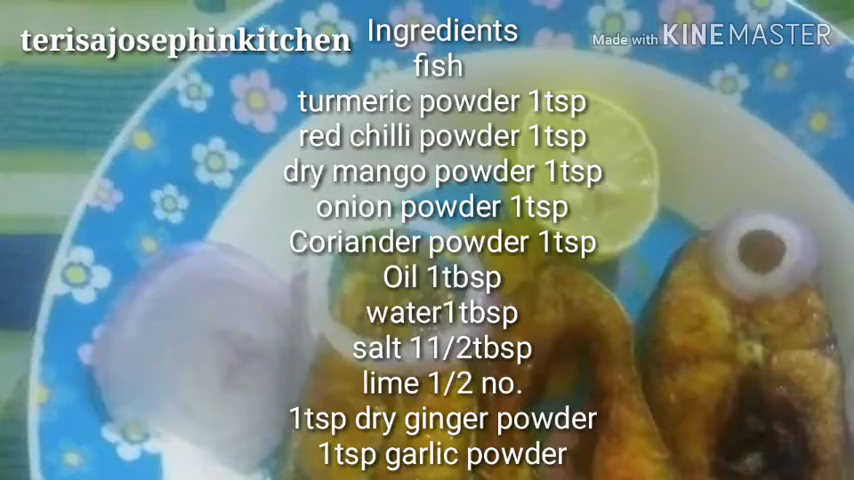 terisajosephinkitchen
Made with KINEMASTER
Ingredients
fish
turmeric powder 1tsp
red chilli powder 1tsp
dry mango powder 1tsp
onion powder 1tsp
Coriander powder 1tsp
Oil 1tbsp
water1tbsp
salt 11/2tbsp
lime 1/2 no.
1tsp dry ginger powder
1tsp garlic powder